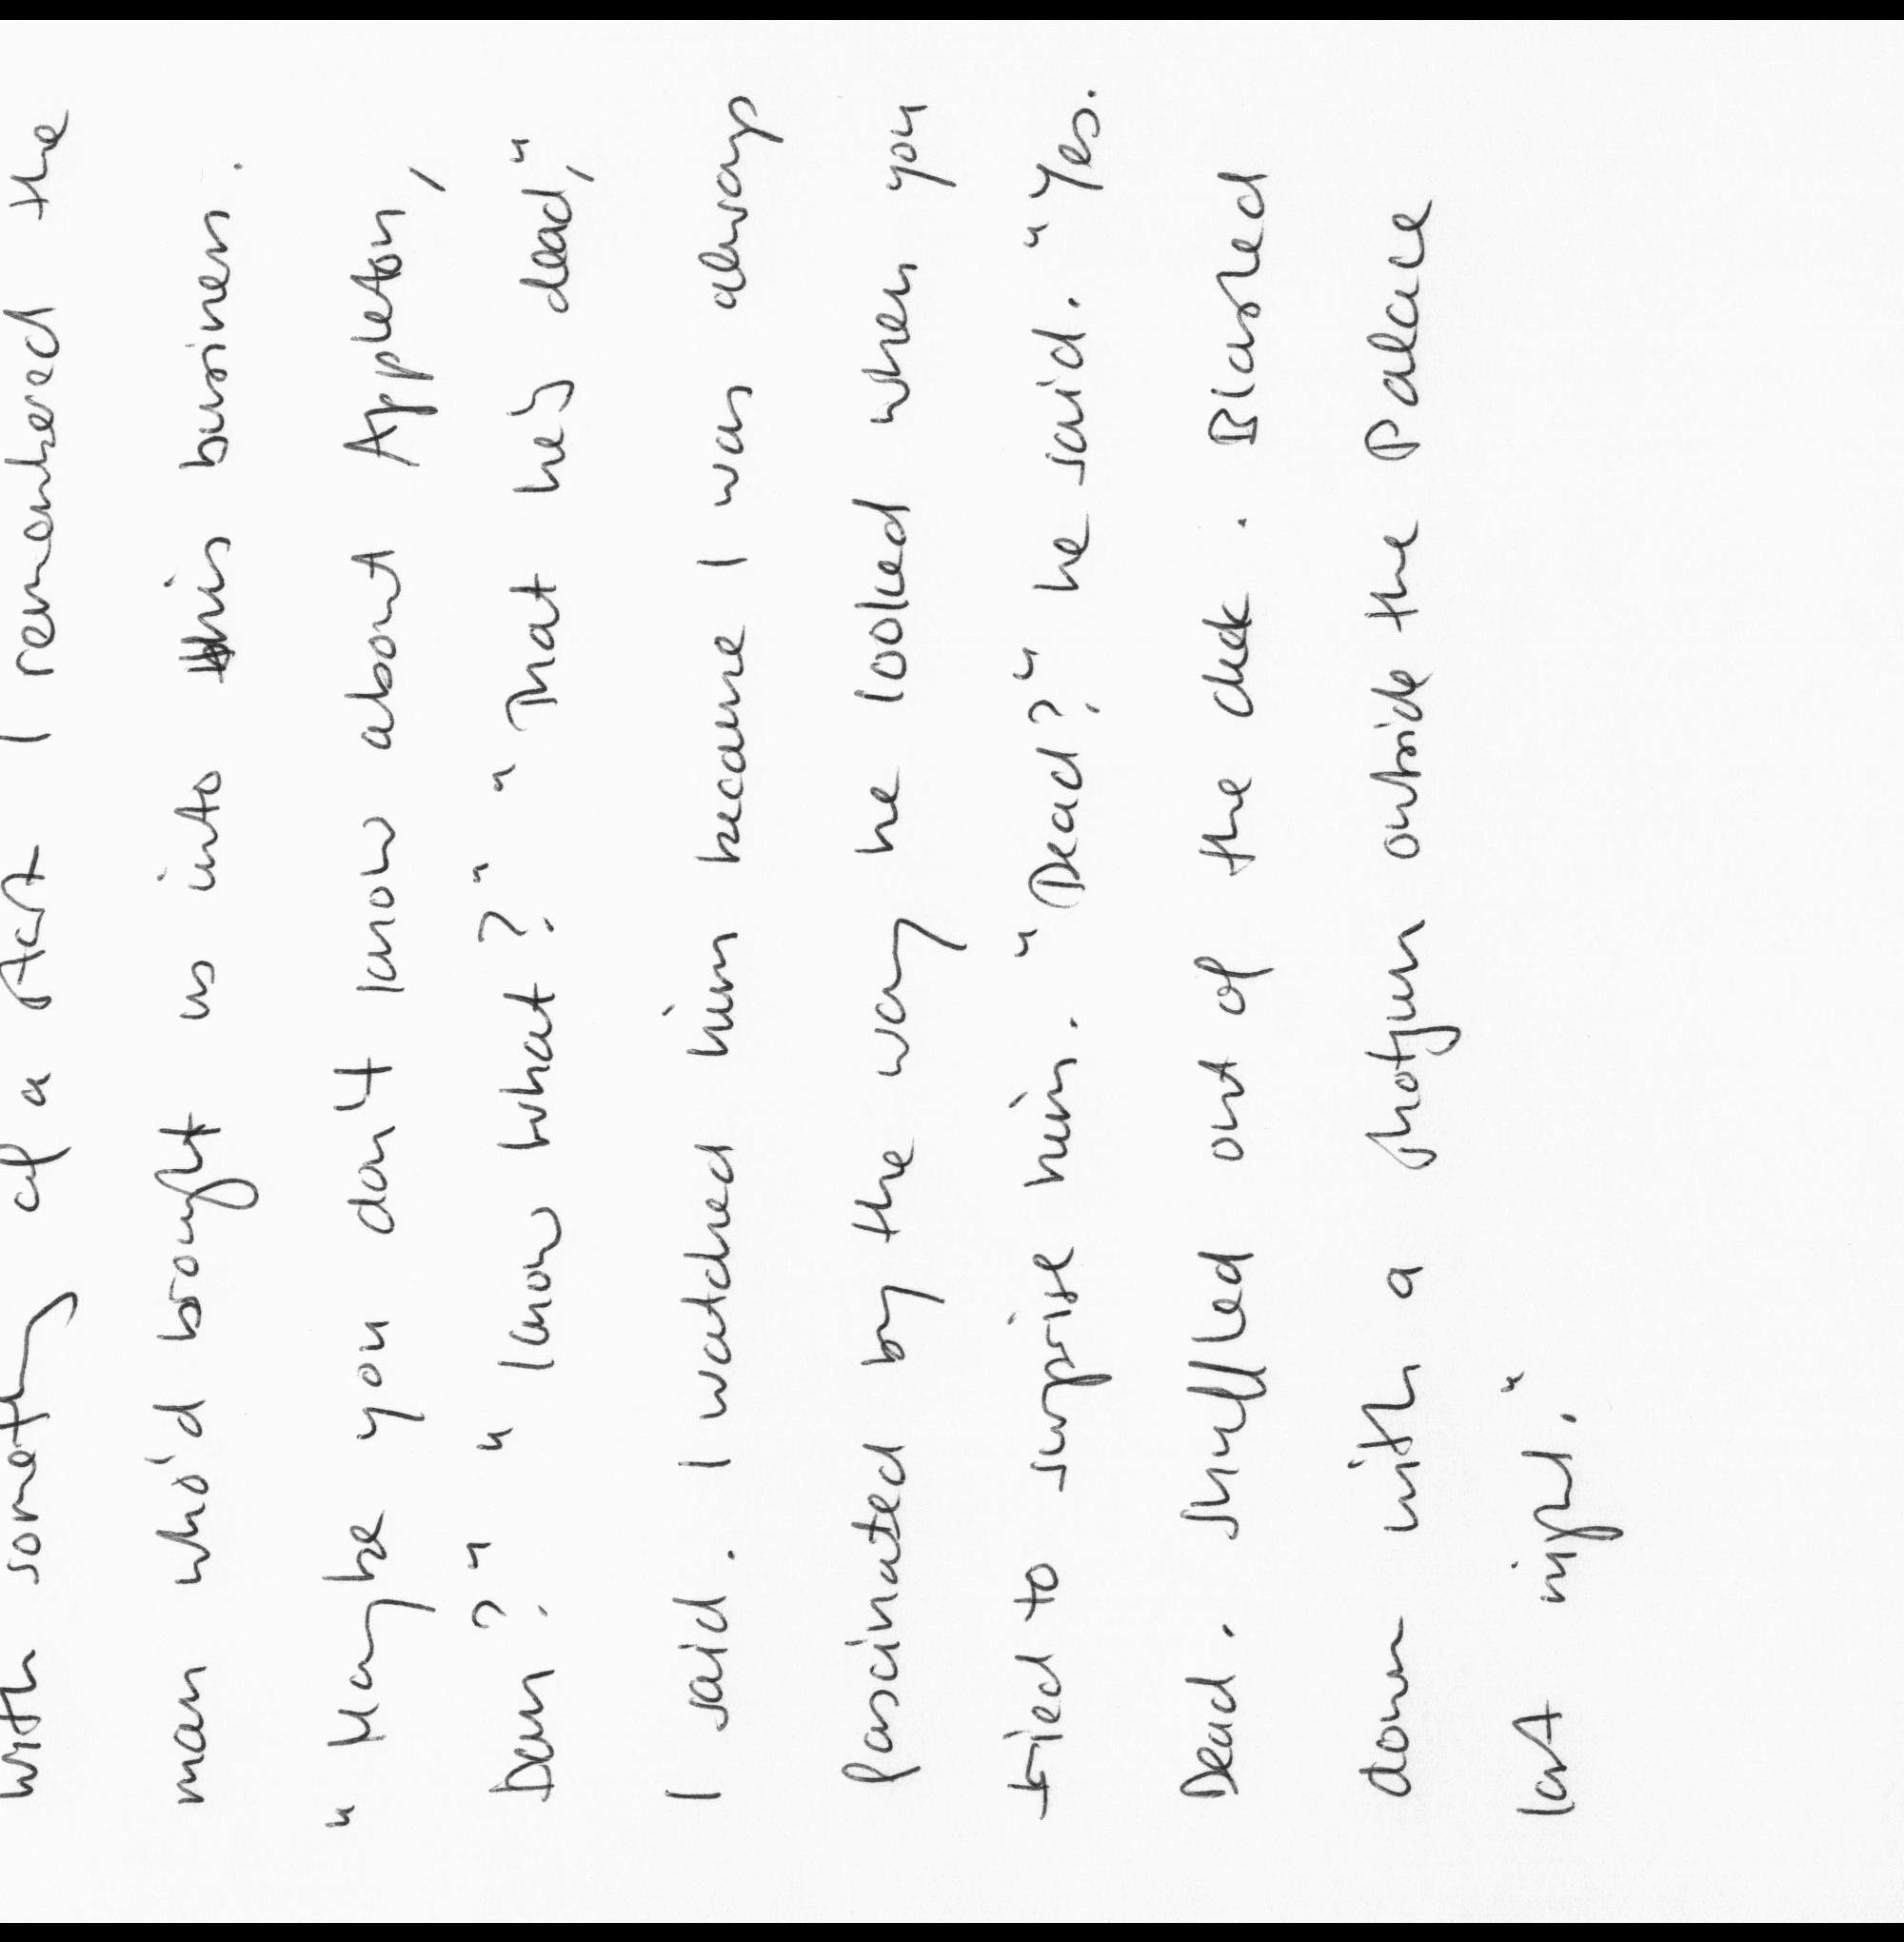 with something of a start I remembered the
man who'd brought us into this business.
"Maybe you don't know about Appleton,
Dan?" "Know what?" "That he's dead,"
I said. I watched him because I was always
fascinated by the way he looked when you
tried to surprise him. "Dead?" he said. "Yes.
Dead. Shuffled out of the deck. Blasted
down with a shotgun outside the Palace
last night."